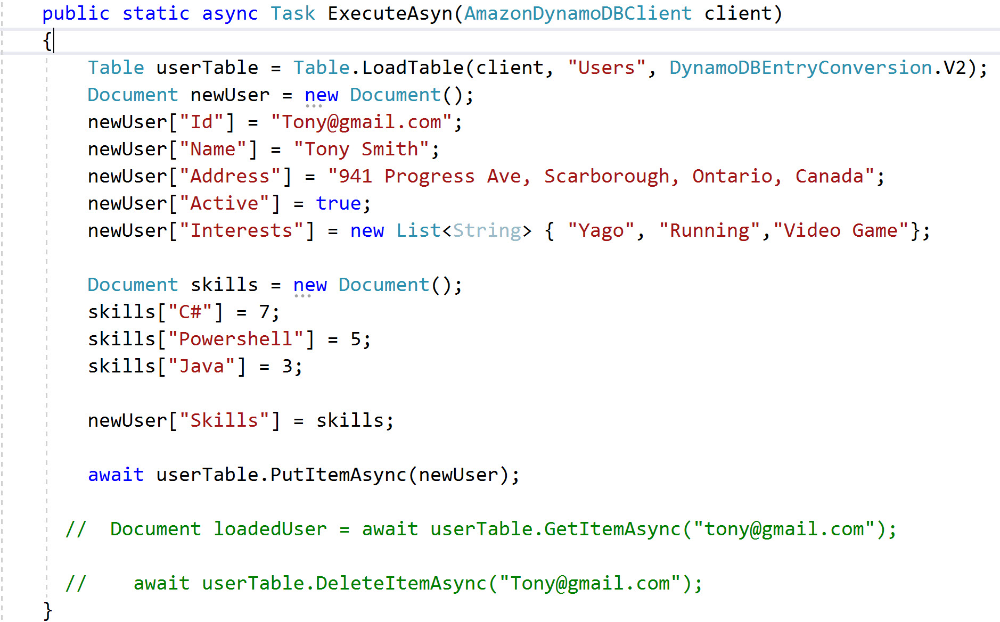 public static async Task ExecuteAsyn(AmazonDynamoDBClient client)
{
Table userTable = Table.LoadTable(client, "Users", DynamoDBEntryConversion.V2);
Document newUser = new Document();
newUser["Id"] = "Tony@gmail.com";
newUser["Name"] = "Tony Smith";
newUser["Address"] = "941 Progress Ave, Scarborough, Ontario, Canada";
newUser["Active"] = true;
newUser["Interests"] = new List<String> { "Yago", "Running","Video Game"};
Document skills = new Document();
skills["C#"] = 7;
skills["Powershell"] = 5;
skills["Java"] = 3;
newUser["Skills"] = skills;
await userTable.PutItemAsync(newUser);
// Document loadedUser = await userTable.GetItemAsync("tony@gmail.com");
// await userTable.DeleteItemAsync("Tony@gmail.com");
}